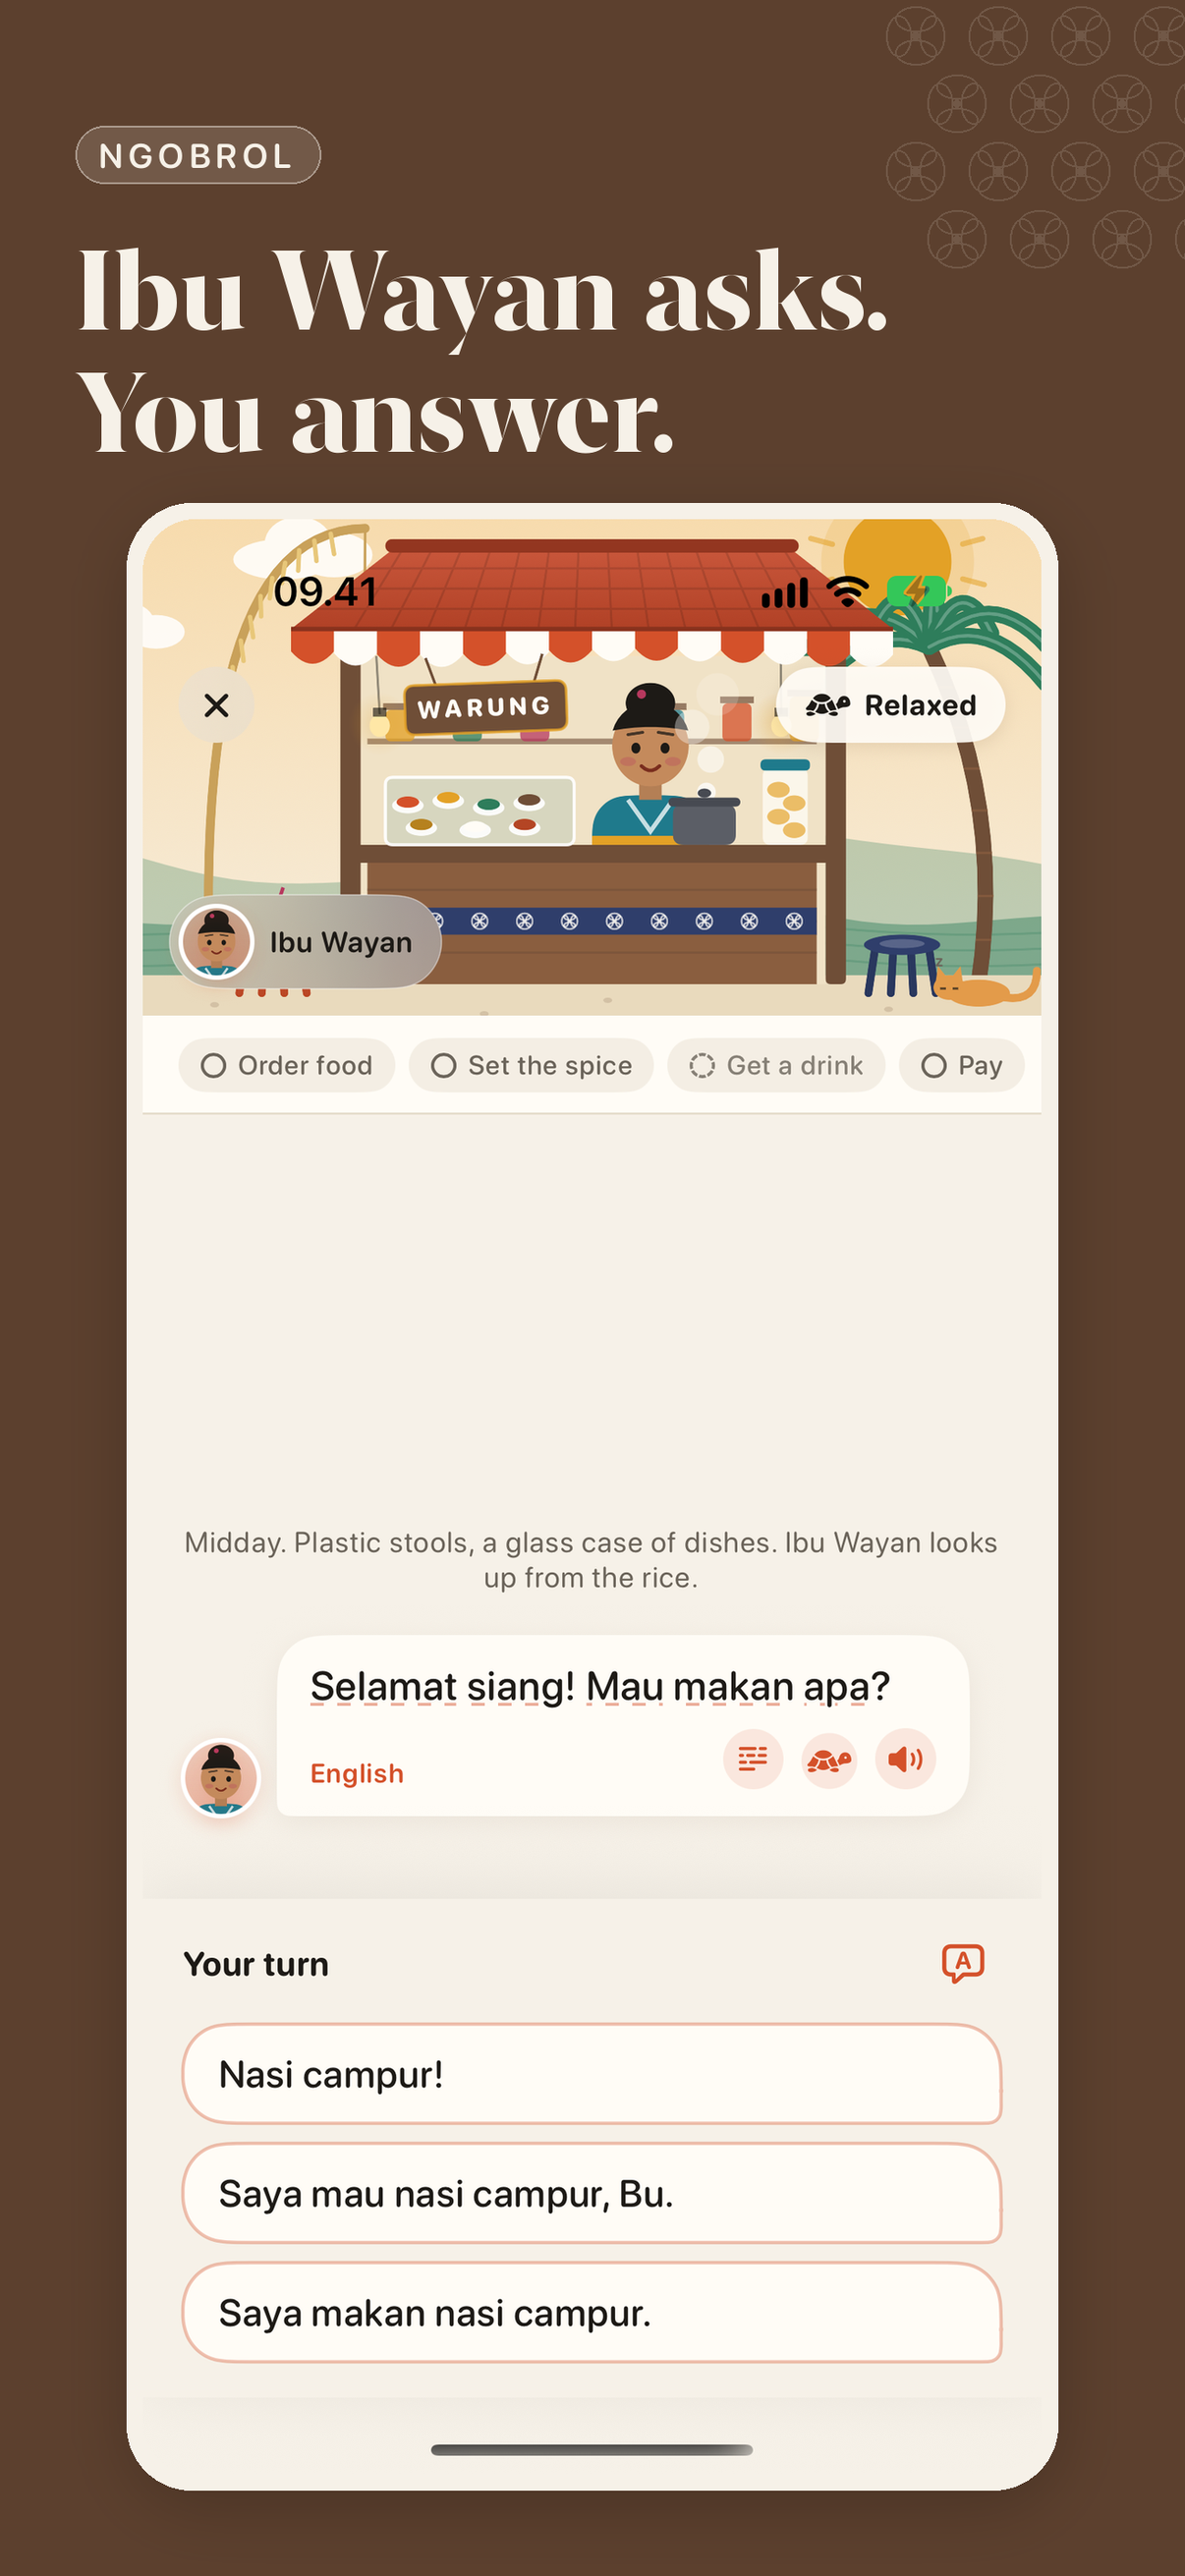 NGOBROL
Ibu Wayan asks.
You answer.
09.41
WARUNG
Relaxed
Ibu Wayan
Order food
Set the spice
Get a drink
Pay
Midday. Plastic stools, a glass case of dishes. Ibu Wayan looks
up from the rice.
Selamat siang! Mau makan apa?
English
Your turn
A
Nasi campur!
Saya mau nasi campur, Bu.
Saya makan nasi campur.